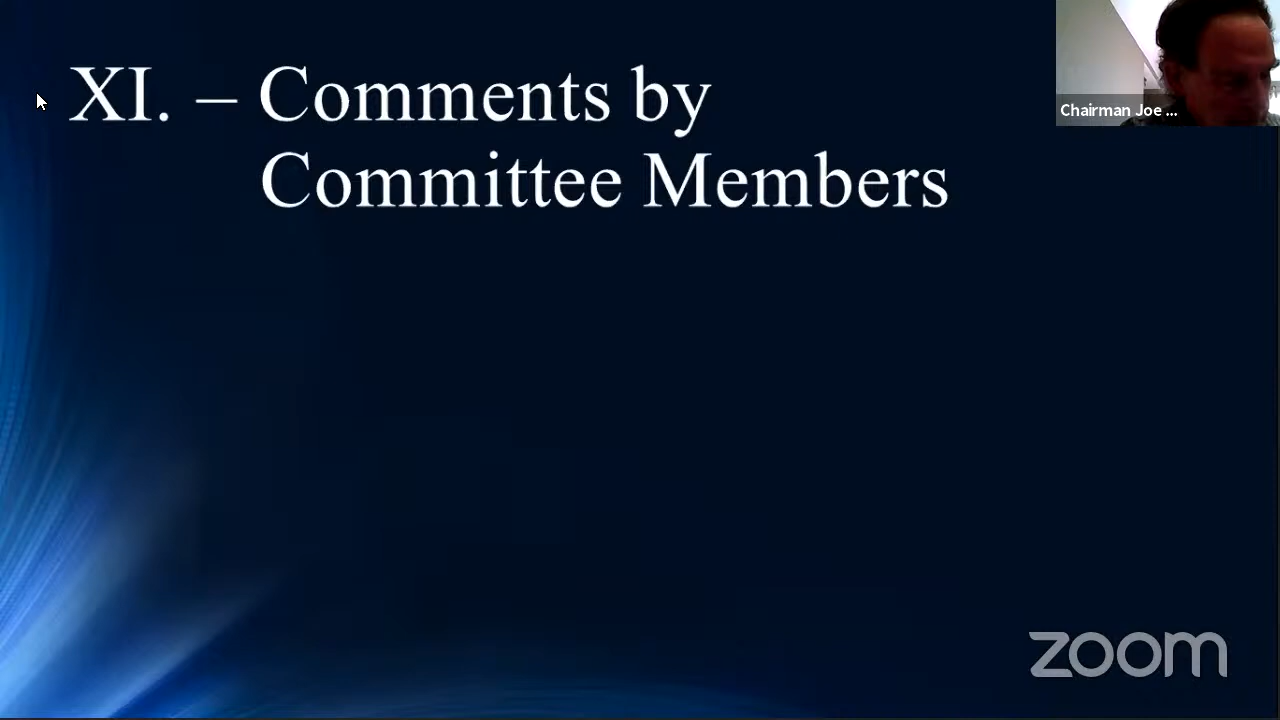 XI. – Comments by
Committee Members
Chairman Joe ...
zoom